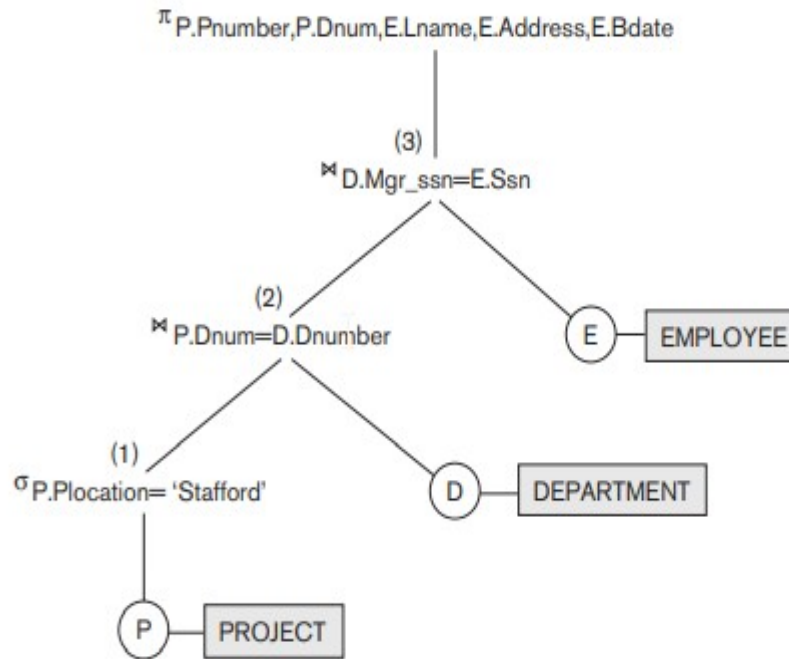 π P.Pnumber,P.Dnum,E.Lname,E.Address,E.Bdate
(3)
⋈ D.Mgr_ssn=E.Ssn
(2)
⋈ P.Dnum=D.Dnumber
E EMPLOYEE
(1)
σ P.Plocation= ‘Stafford’
D DEPARTMENT
P PROJECT